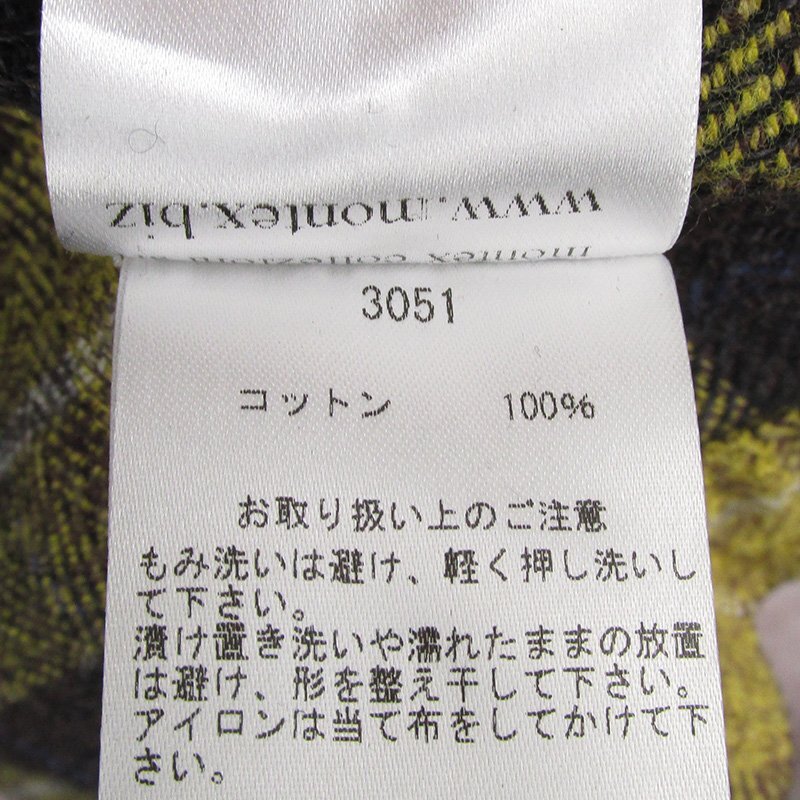 www.montex.biz
montex collezioni
3051
コットン 100%
お取り扱い上のご注意
もみ洗いは避け、軽く押し洗いし
て下さい。
漬け置き洗いや濡れたままの放置
は避け、形を整え干して下さい。
アイロンは当て布をしてかけて下
さい。